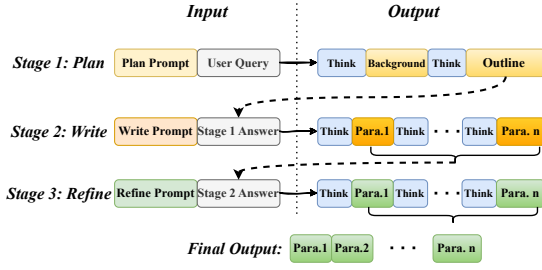 Input Output
Stage 1: Plan Plan Prompt User Query Think Background Think Outline
Stage 2: Write Write Prompt Stage 1 Answer Think Para.1 Think · · · Think Para. n
Stage 3: Refine Refine Prompt Stage 2 Answer Think Para.1 Think · · · Think Para. n
Final Output: Para.1 Para.2 · · · Para. n